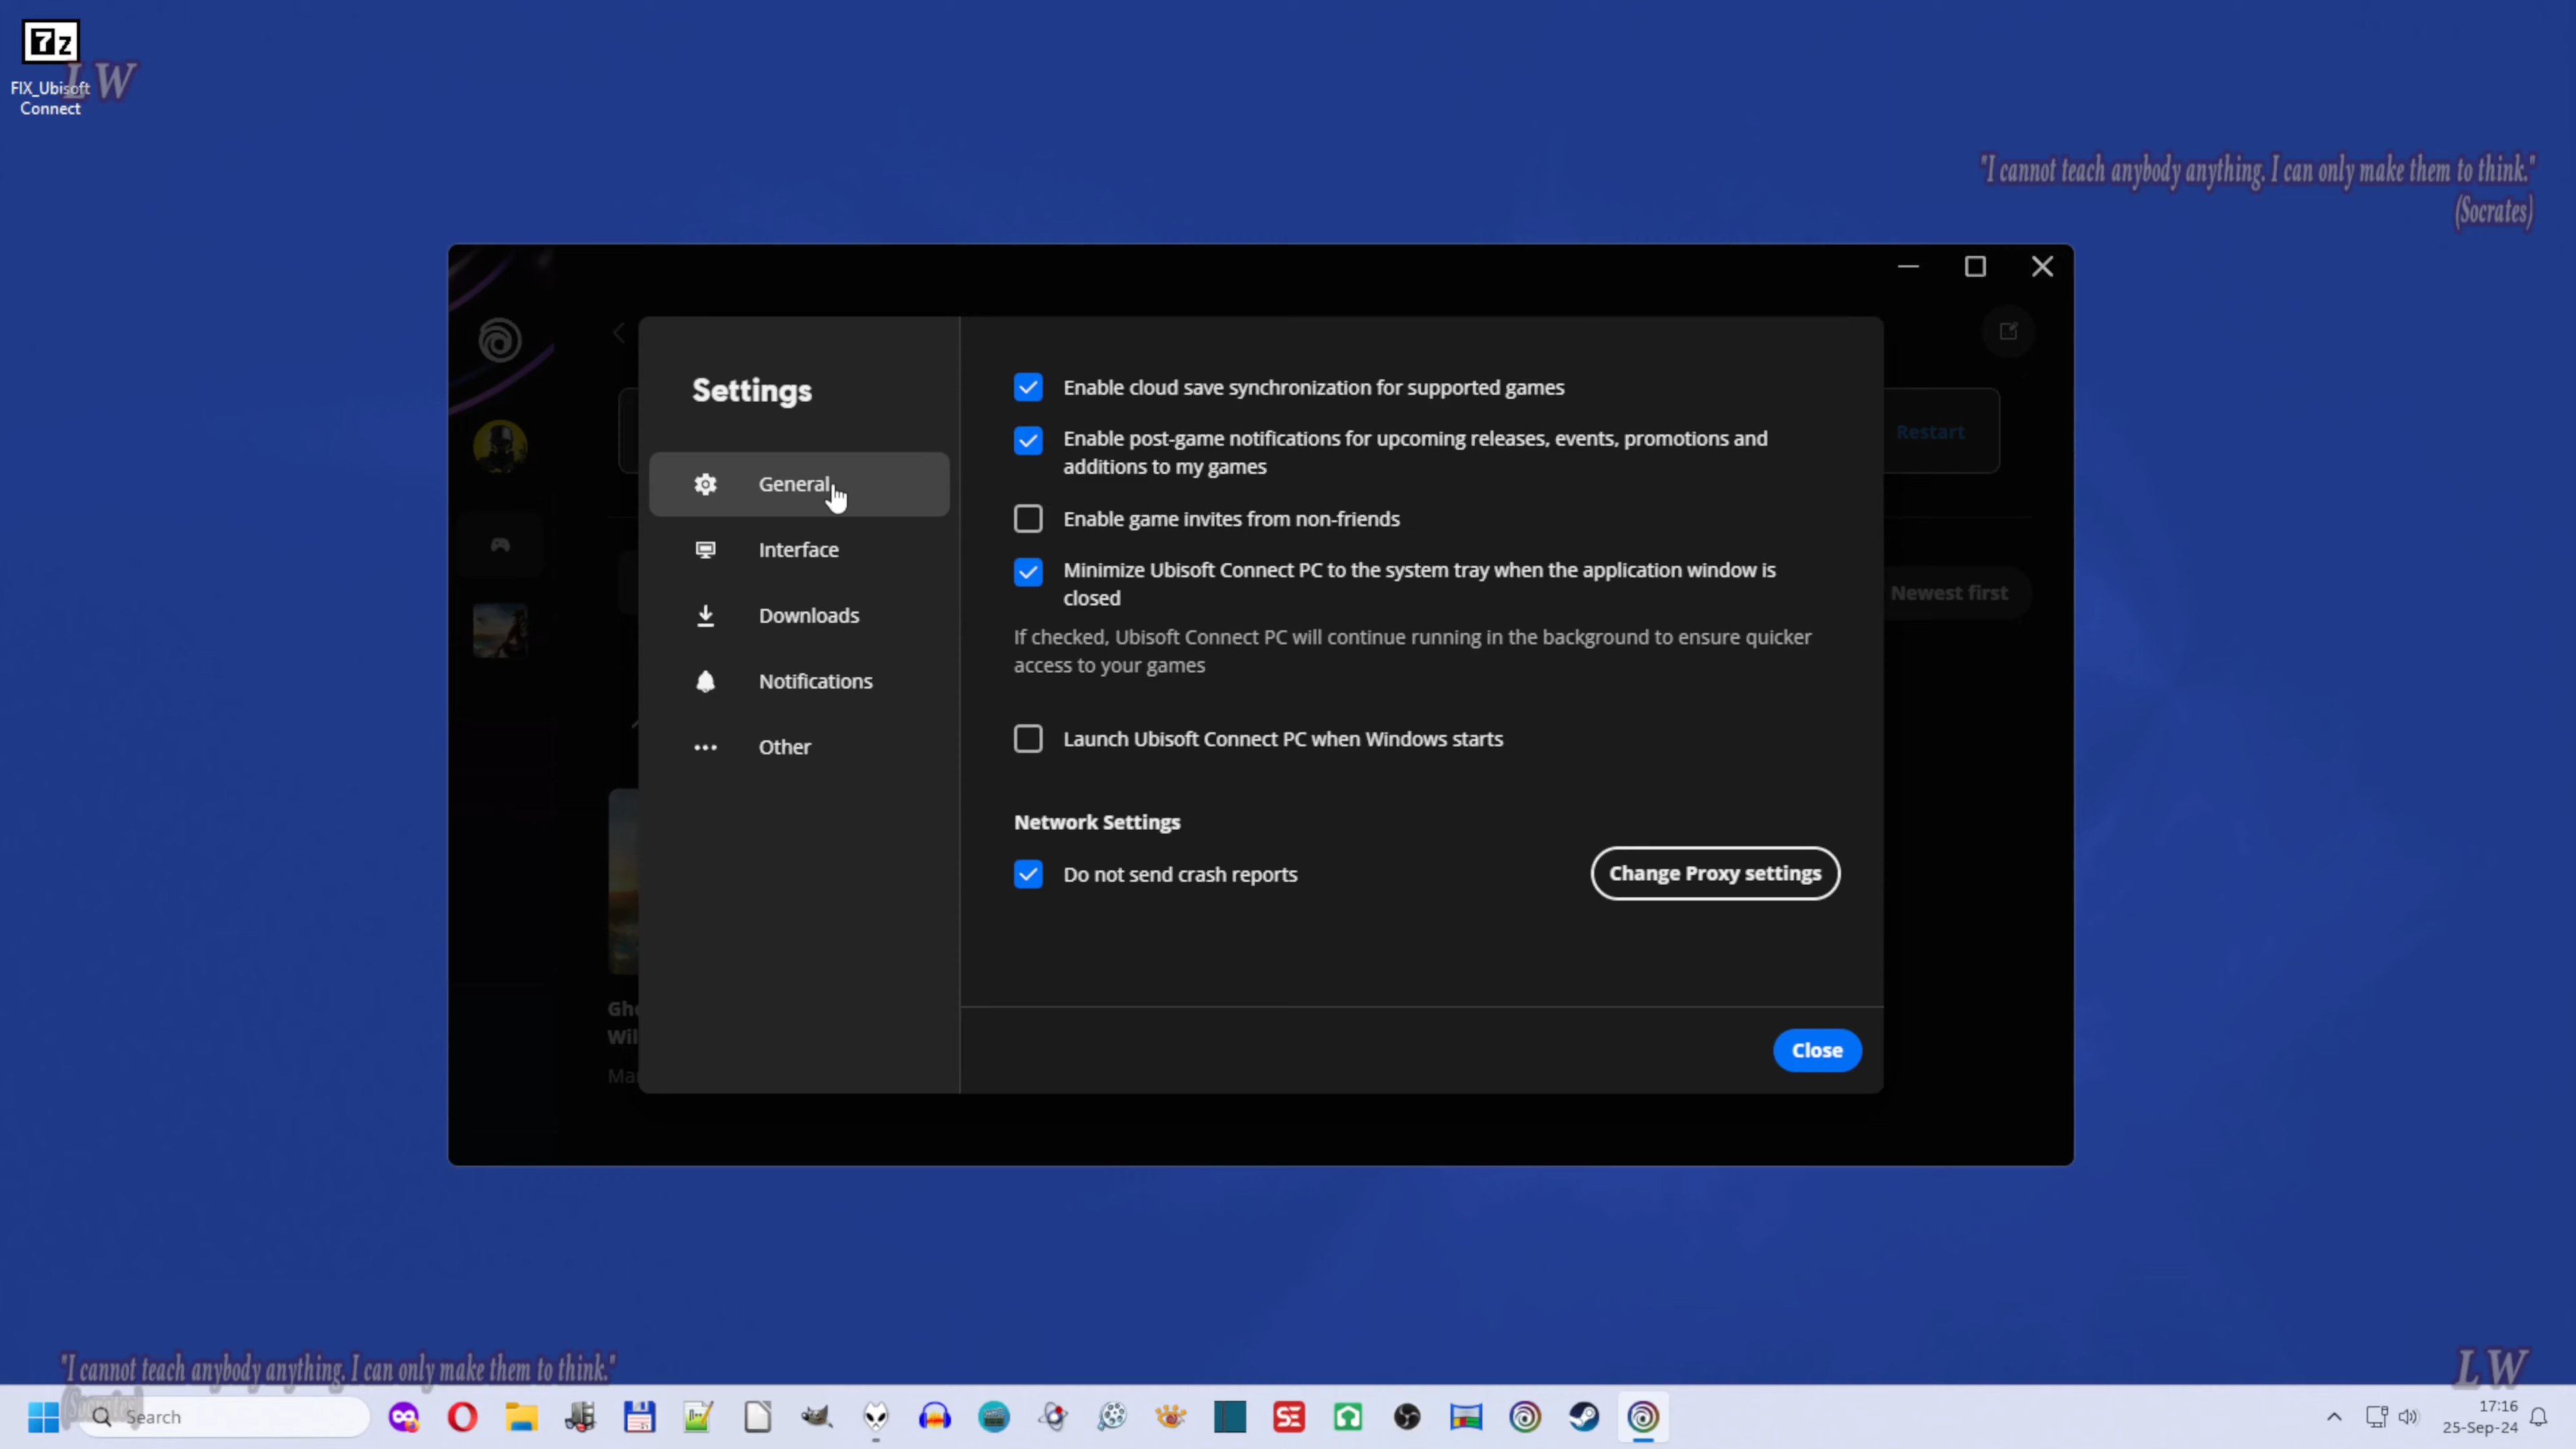 FIX_Ubisoft
Connect
LW
"I cannot teach anybody anything. I can only make them to think."
(Socrates)
Settings
General
Interface
Downloads
Notifications
Other
Enable cloud save synchronization for supported games
Enable post-game notifications for upcoming releases, events, promotions and
additions to my games
Enable game invites from non-friends
Minimize Ubisoft Connect PC to the system tray when the application window is
closed
If checked, Ubisoft Connect PC will continue running in the background to ensure quicker
access to your games
Launch Ubisoft Connect PC when Windows starts
Network Settings
Do not send crash reports
Change Proxy settings
Close
Restart
Newest first
"I cannot teach anybody anything. I can only make them to think."
(Socrates)
LW
Search
SE
17:16
25-Sep-24